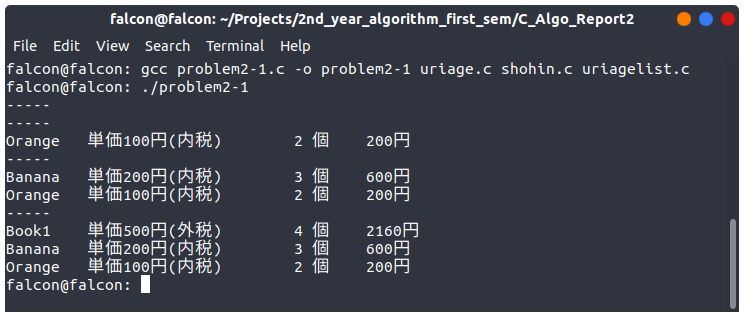 falcon@falcon: ~/Projects/2nd_year_algorithm_first_sem/C_Algo_Report2
File Edit View Search Terminal Help
falcon@falcon: gcc problem2-1.c -o problem2-1 uriage.c shohin.c uriagelist.c
falcon@falcon: ./problem2-1
-----
-----
Orange 単価100円(内税) 2 個 200円
-----
Banana 単価200円(内税) 3 個 600円
Orange 単価100円(内税) 2 個 200円
-----
Book1 単価500円(外税) 4 個 2160円
Banana 単価200円(内税) 3 個 600円
Orange 単価100円(内税) 2 個 200円
falcon@falcon: